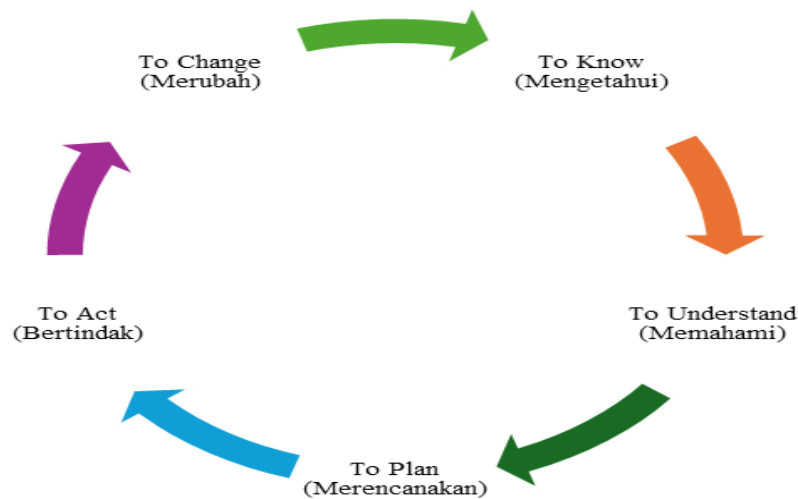 To Change
(Merubah)
To Know
(Mengetahui)
To Understand
(Memahami)
To Plan
(Merencanakan)
To Act
(Bertindak)